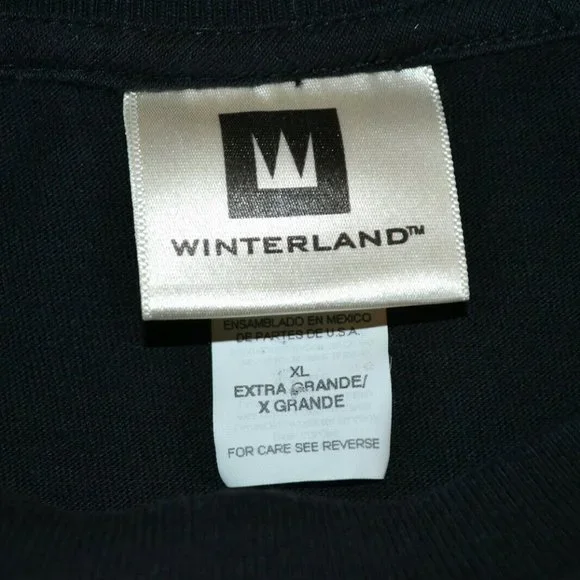 WINTERLAND™
ENSAMBLADO EN MEXICO
DE PARTES DE U.S.A.
XL
EXTRA GRANDE/
X GRANDE
FOR CARE SEE REVERSE